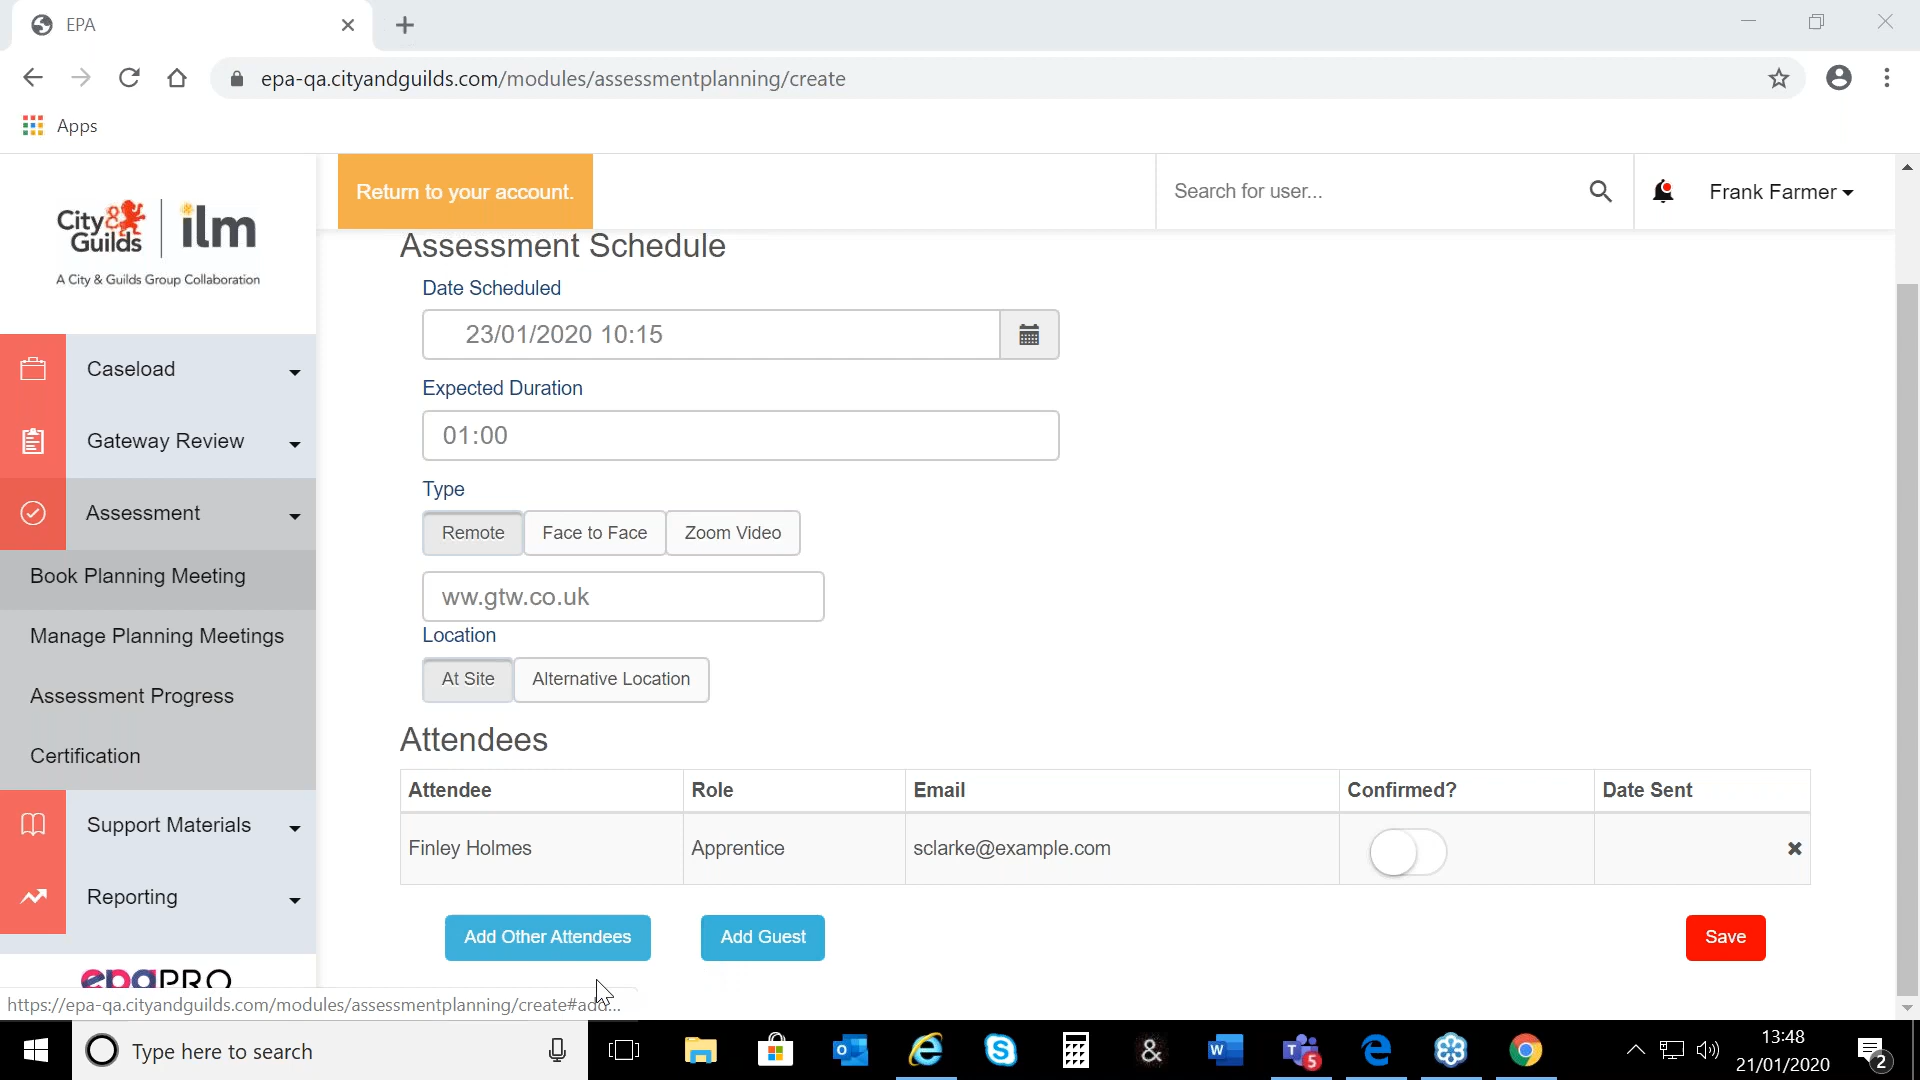 EPA
epa-qa.cityandguilds.com/modules/assessmentplanning/create
Apps
City & Guilds
ilm
A City & Guilds Group Collaboration
Return to your account.
Search for user...
Frank Farmer
Caseload
Gateway Review
Assessment
Book Planning Meeting
Manage Planning Meetings
Assessment Progress
Certification
Support Materials
Reporting
epaPRO
Assessment Schedule
Date Scheduled
23/01/2020 10:15
Expected Duration
01:00
Type
Remote Face to Face Zoom Video
ww.gtw.co.uk
Location
At Site Alternative Location
Attendees
Attendee Role Email Confirmed? Date Sent
Finley Holmes Apprentice sclarke@example.com
Add Other Attendees Add Guest Save
https://epa-qa.cityandguilds.com/modules/assessmentplanning/create#add...
Type here to search
5
13:48
21/01/2020
2